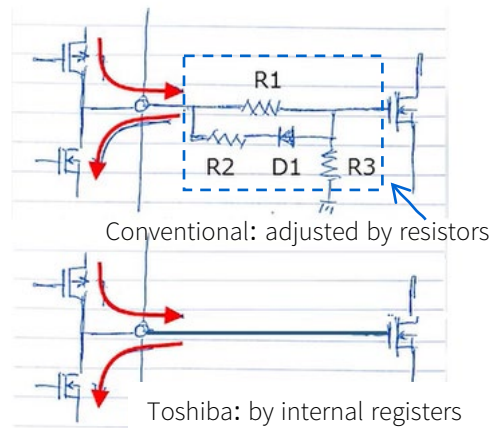 R1
R2 D1 R3
Conventional: adjusted by resistors
Toshiba: by internal registers